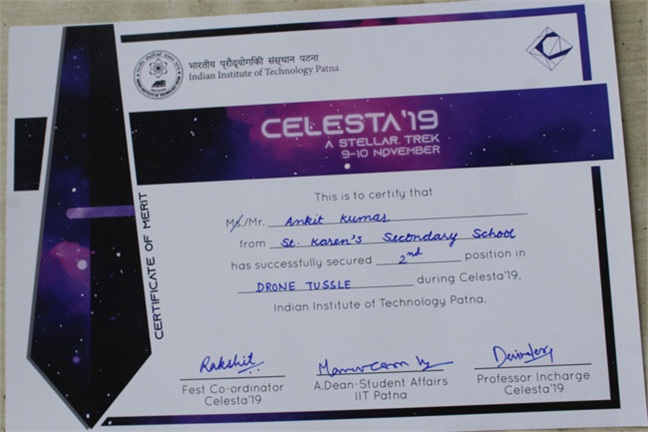 भारतीय प्रौद्योगिकी संस्थान पटना
Indian Institute of Technology Patna
CELESTA'19
A STELLAR TREK
9-10 NOVEMBER
CERTIFICATE OF MERIT
This is to certify that
Ms./Mr. Ankit Kumar
from St. Karen's Secondary School
has successfully secured 2nd position in
DRONE TUSSLE during Celesta'19,
Indian Institute of Technology Patna.
Rakshit
Fest Co-ordinator
Celesta'19
A.Dean-Student Affairs
IIT Patna
Professor Incharge
Celesta'19